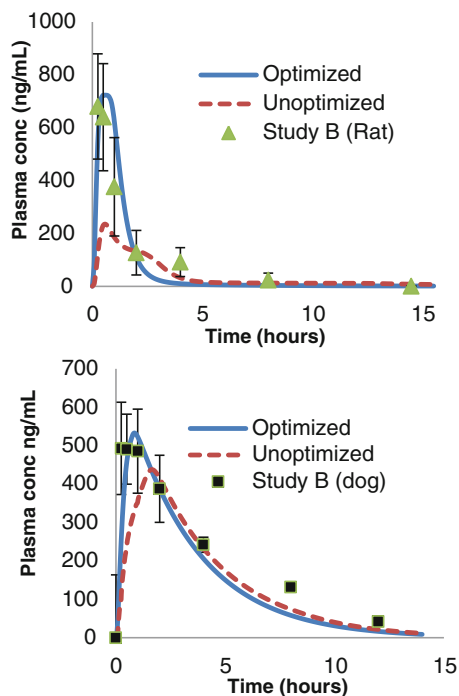 Plasma conc (ng/mL)
1000
800
600
400
200
0
Optimized
Unoptimized
Study B (Rat)
0 5 10 15
Time (hours)
Plasma conc ng/mL
700
600
500
400
300
200
100
0
Optimized
Unoptimized
Study B (dog)
0 5 10 15
Time (hours)